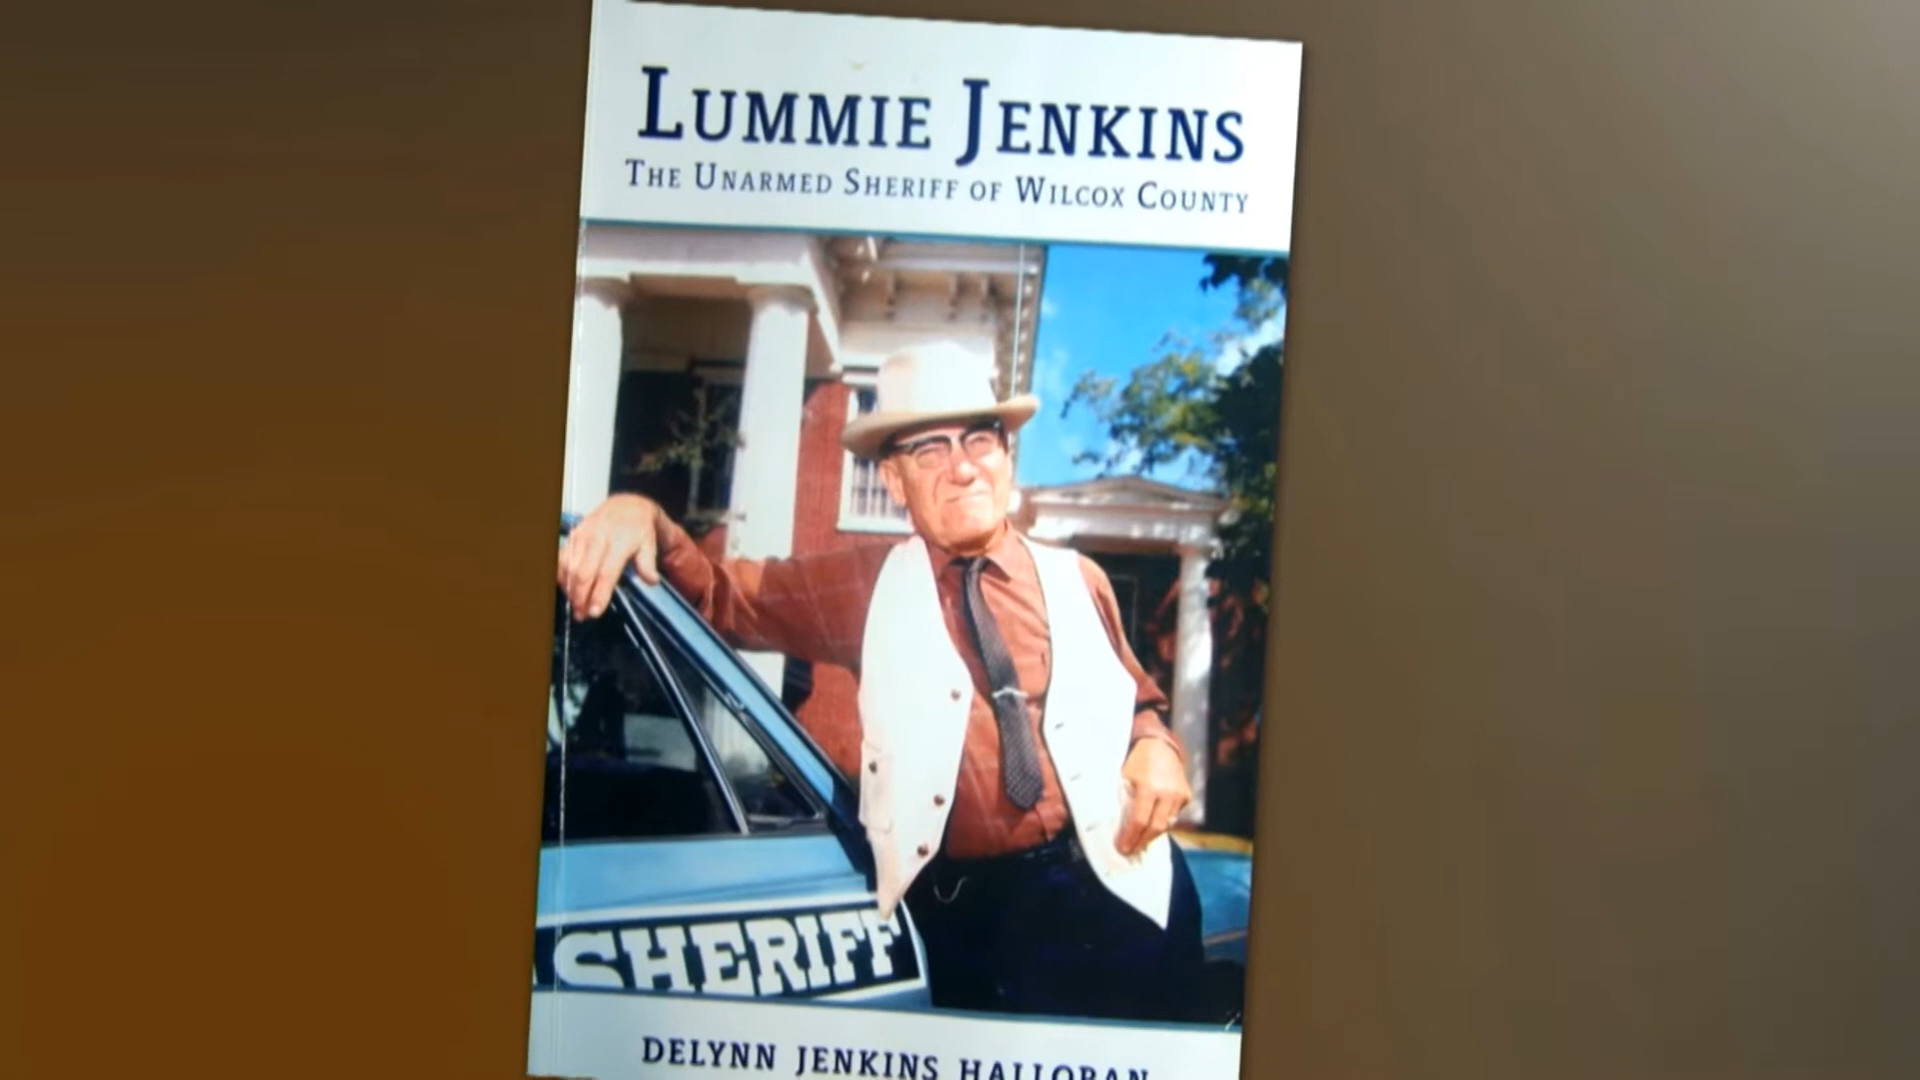 LUMMIE JENKINS
THE UNARMED SHERIFF OF WILCOX COUNTY
SHERIFF
DELYNN JENKINS HALLORAN